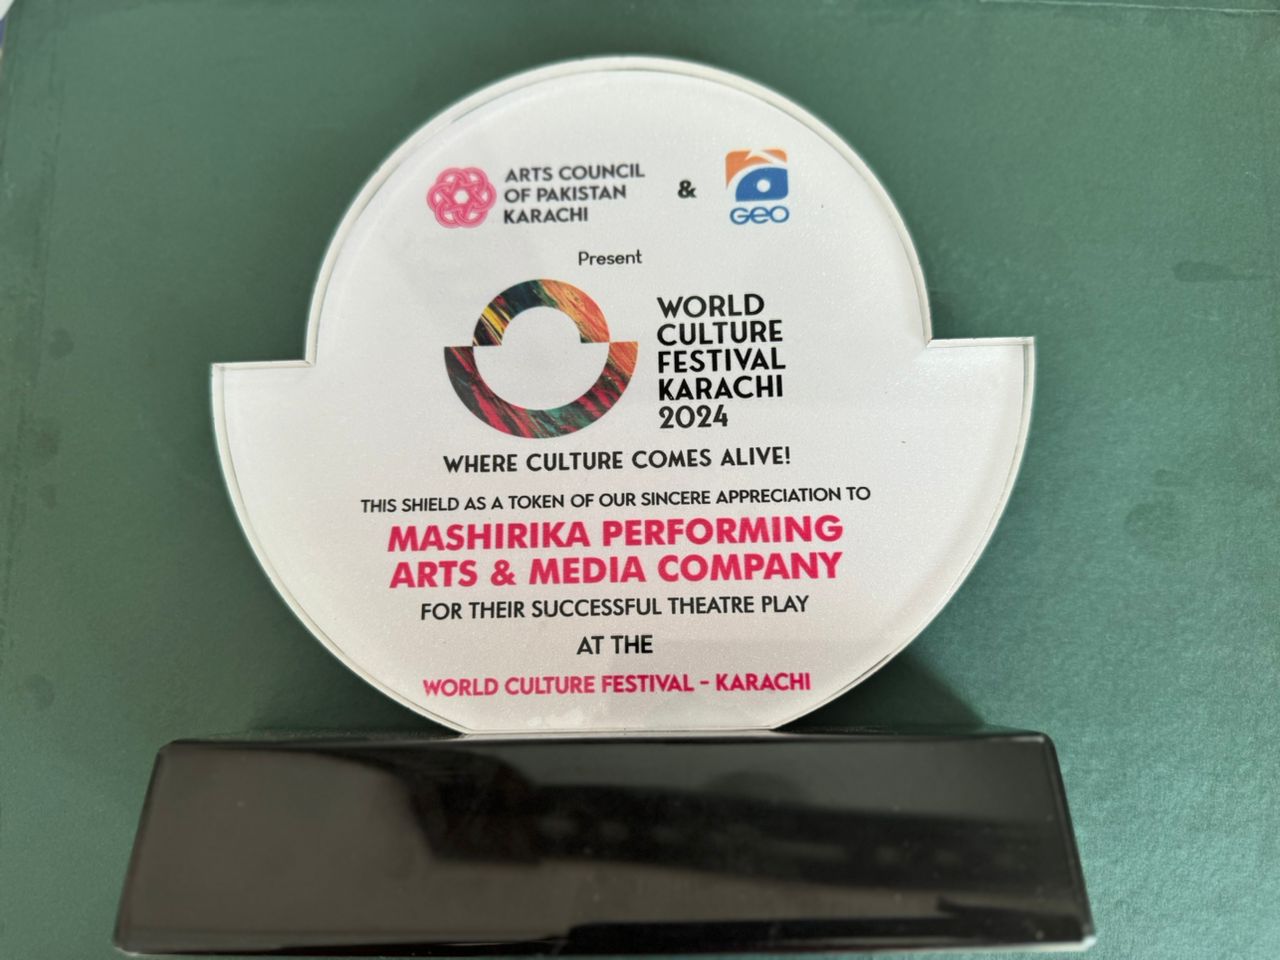 ARTS COUNCIL
OF PAKISTAN
KARACHI
&
GEO
Present
WORLD
CULTURE
FESTIVAL
KARACHI
2024
WHERE CULTURE COMES ALIVE!
THIS SHIELD AS A TOKEN OF OUR SINCERE APPRECIATION TO
MASHIRIKA PERFORMING
ARTS & MEDIA COMPANY
FOR THEIR SUCCESSFUL THEATRE PLAY
AT THE
WORLD CULTURE FESTIVAL - KARACHI